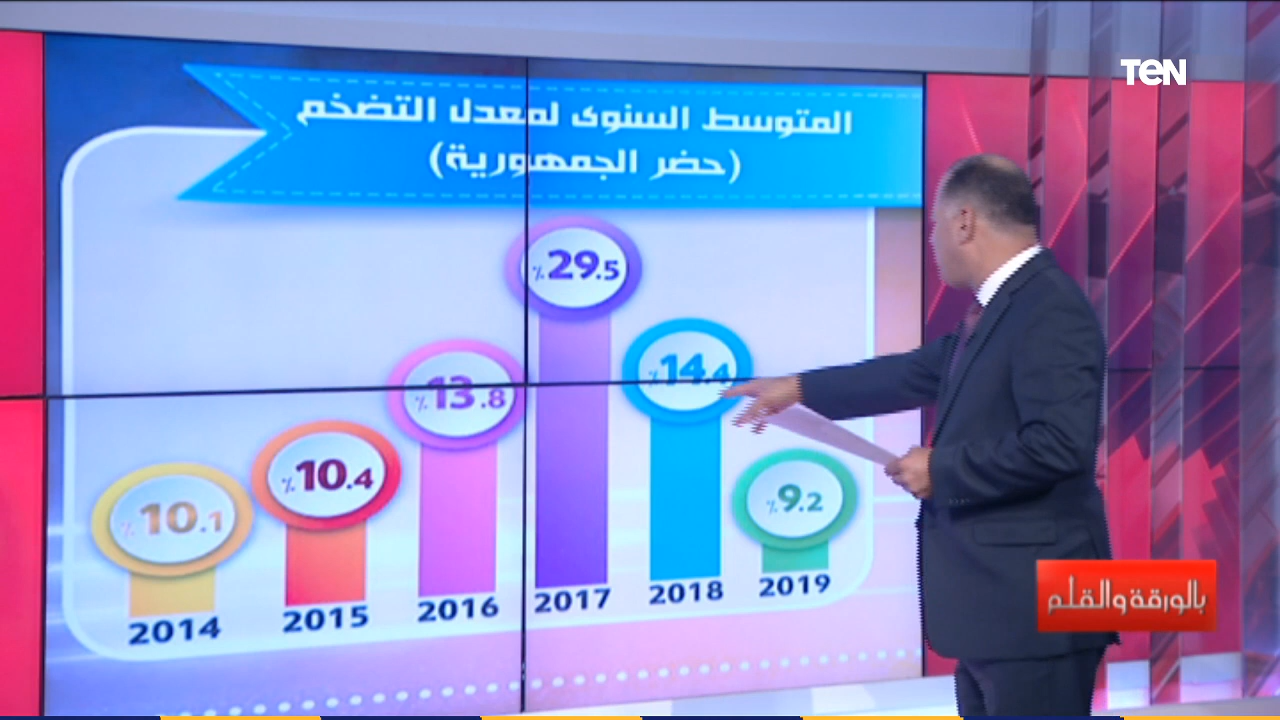 TEN
المتوسط السنوى لمعدل التضخم
(حضر الجمهورية)
%29.5
%14.4
%13.8
%10.4
%9.2
%10.1
2014 2015 2016 2017 2018 2019
بالورقة والقلم